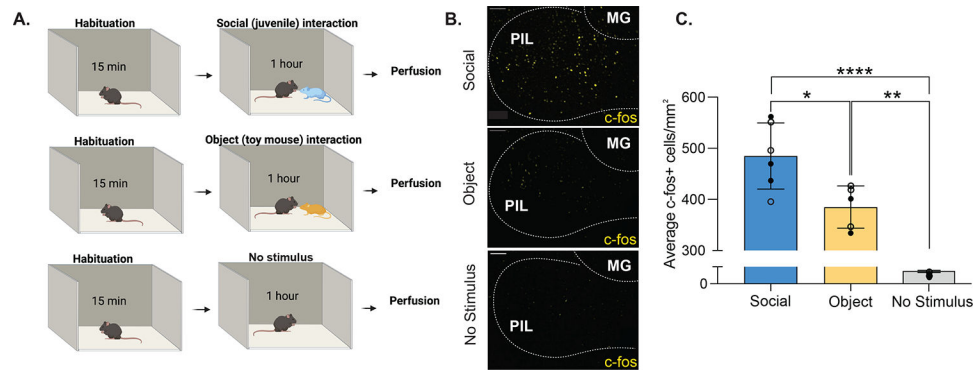 A.
Habituation
Social (juvenile) interaction
15 min
1 hour
Perfusion
Habituation
Object (toy mouse) interaction
15 min
1 hour
Perfusion
Habituation
No stimulus
15 min
1 hour
Perfusion
B.
Social
PIL
MG
c-fos
Object
PIL
MG
c-fos
No Stimulus
PIL
MG
c-fos
C.
Average c-fos+ cells/mm²
600
500
400
300
0
****
*
**
Social
Object
No Stimulus